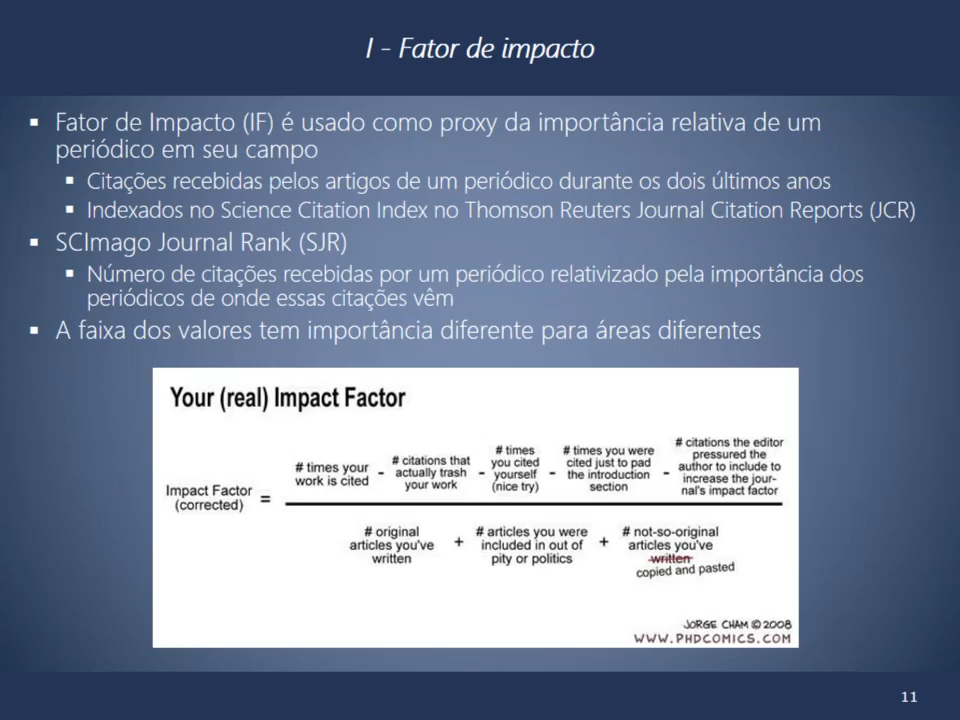 I - Fator de impacto
▪ Fator de Impacto (IF) é usado como proxy da importância relativa de um
periódico em seu campo
▪ Citações recebidas pelos artigos de um periódico durante os dois últimos anos
▪ Indexados no Science Citation Index no Thomson Reuters Journal Citation Reports (JCR)
▪ SCImago Journal Rank (SJR)
▪ Número de citações recebidas por um periódico relativizado pela importância dos
periódicos de onde essas citações vêm
▪ A faixa dos valores tem importância diferente para áreas diferentes
Your (real) Impact Factor
Impact Factor
(corrected)
=
# times your
work is cited
-
# citations that
actually trash
your work
-
# times
you cited
yourself
(nice try)
-
# times you were
cited just to pad
the introduction
section
-
# citations the editor
pressured the
author to include to
increase the jour-
nal's impact factor
# original
articles you've
written
+
# articles you were
included in out of
pity or politics
+
# not-so-original
articles you've
written
copied and pasted
JORGE CHAM © 2008
WWW.PHDCOMICS.COM
11